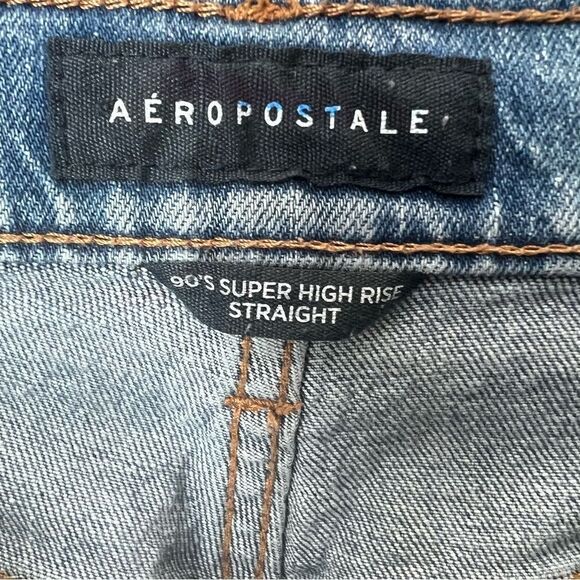 AÉROPOSTALE
90'S SUPER HIGH RISE
STRAIGHT